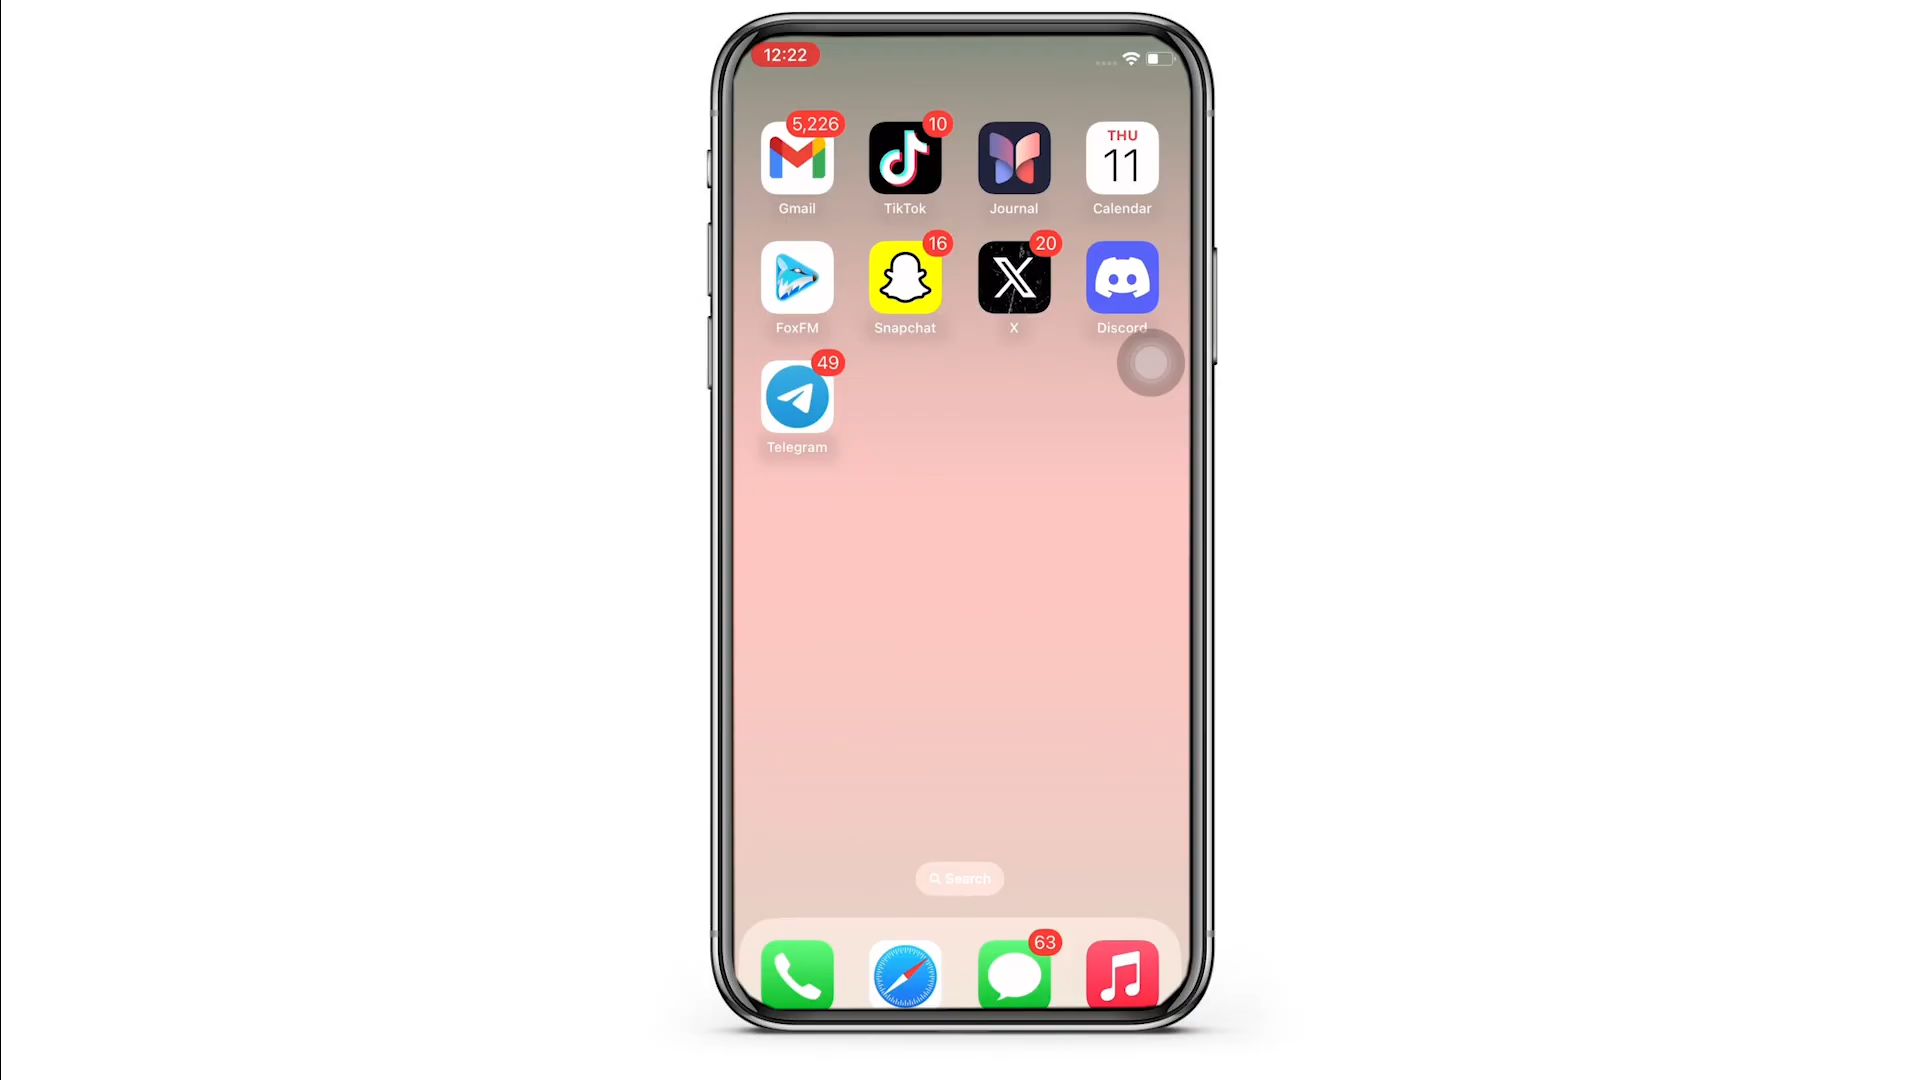 12:22
5,226
10
THU
11
Gmail
TikTok
Journal
Calendar
16
20
FoxFM
Snapchat
X
Discord
49
Telegram
Search
63